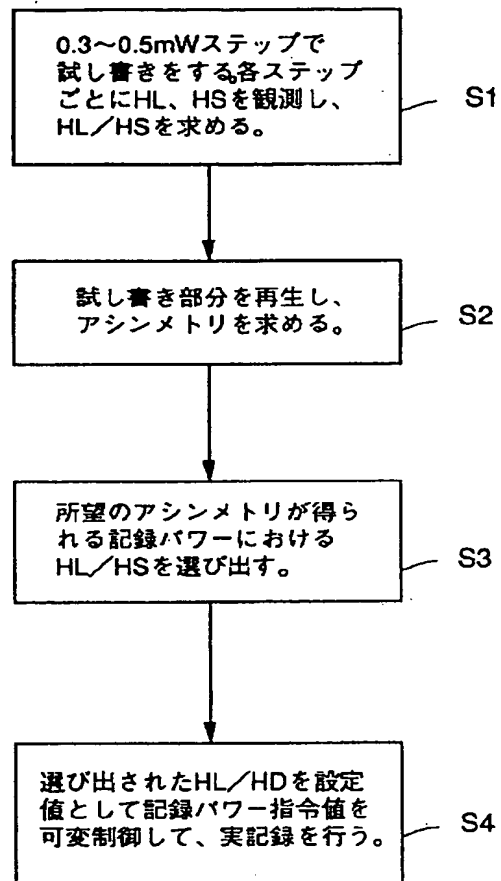 0.3〜0.5mWステップで
試し書きをする。各ステップ
ごとにHL、HSを観測し、
HL／HSを求める。
S1
試し書き部分を再生し、
アシンメトリを求める。
S2
所望のアシンメトリが得ら
れる記録パワーにおける
HL／HSを選び出す。
S3
選び出されたHL／HDを設定
値として記録パワー指令値を
可変制御して、実記録を行う。
S4